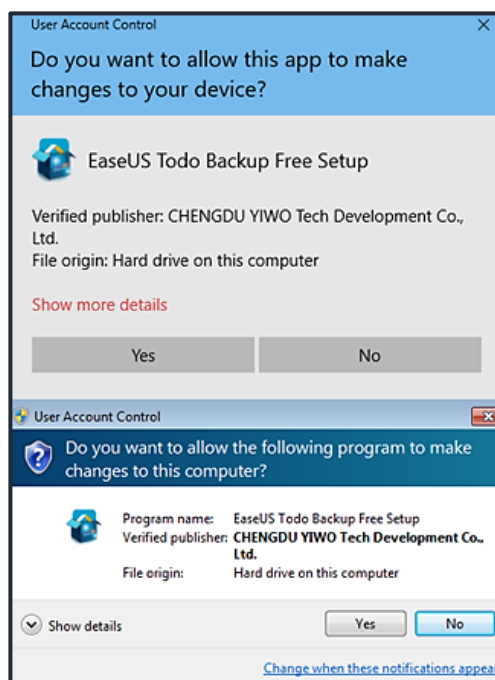 User Account Control
Do you want to allow this app to make
changes to your device?
EaseUS Todo Backup Free Setup
Verified publisher: CHENGDU YIWO Tech Development Co.,
Ltd.
File origin: Hard drive on this computer
Show more details
Yes No
User Account Control
Do you want to allow the following program to make
changes to this computer?
Program name: EaseUS Todo Backup Free Setup
Verified publisher: CHENGDU YIWO Tech Development Co.,
Ltd.
File origin: Hard drive on this computer
Show details Yes No
Change when these notifications appear